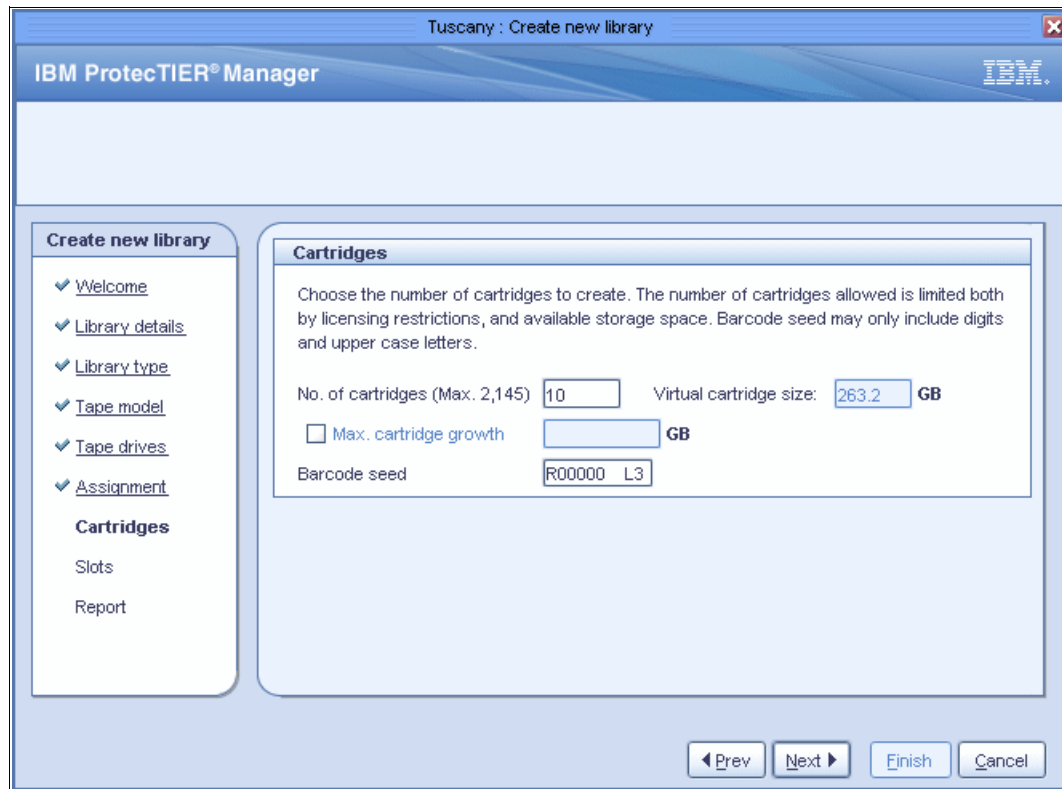 Tuscany : Create new library
IBM ProtecTIER® Manager
IBM.
Create new library
Welcome
Library details
Library type
Tape model
Tape drives
Assignment
Cartridges
Slots
Report
Cartridges
Choose the number of cartridges to create. The number of cartridges allowed is limited both
by licensing restrictions, and available storage space. Barcode seed may only include digits
and upper case letters.
No. of cartridges (Max. 2,145) 10 Virtual cartridge size: 263.2 GB
Max. cartridge growth GB
Barcode seed R00000 L3
Prev Next Finish Cancel